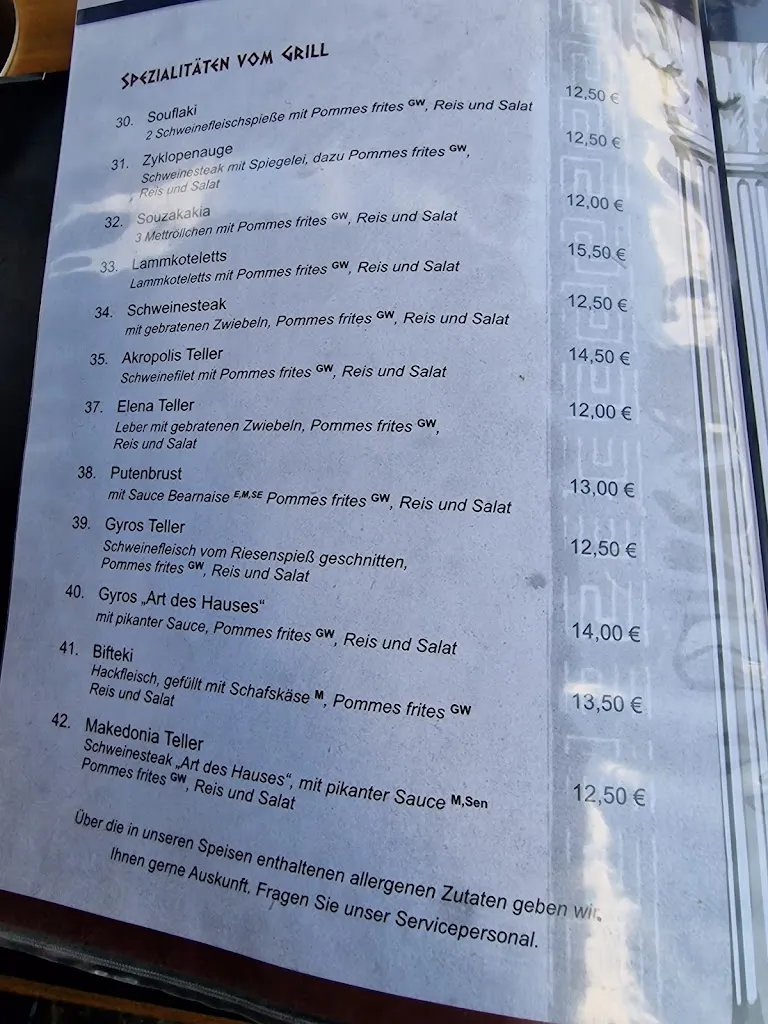 SPEZIALITÄTEN VOM GRILL
30. Souflaki 12,50 €
2 Schweinefleischspieße mit Pommes frites GW, Reis und Salat
31. Zyklopenauge 12,50 €
Schweinesteak mit Spiegelei, dazu Pommes frites GW,
Reis und Salat
32. Souzakakia 12,00 €
3 Mettröllchen mit Pommes frites GW, Reis und Salat
33. Lammkoteletts 15,50 €
Lammkoteletts mit Pommes frites GW, Reis und Salat
34. Schweinesteak 12,50 €
mit gebratenen Zwiebeln, Pommes frites GW, Reis und Salat
35. Akropolis Teller 14,50 €
Schweinefilet mit Pommes frites GW, Reis und Salat
37. Elena Teller 12,00 €
Leber mit gebratenen Zwiebeln, Pommes frites GW,
Reis und Salat
38. Putenbrust 13,00 €
mit Sauce Bearnaise E,M,SE Pommes frites GW, Reis und Salat
39. Gyros Teller 12,50 €
Schweinefleisch vom Riesenspieß geschnitten,
Pommes frites GW, Reis und Salat
40. Gyros „Art des Hauses“ 14,00 €
mit pikanter Sauce, Pommes frites GW, Reis und Salat
41. Bifteki 13,50 €
Hackfleisch, gefüllt mit Schafskäse M, Pommes frites GW
Reis und Salat
42. Makedonia Teller 12,50 €
Schweinesteak „Art des Hauses“, mit pikanter Sauce M,Sen
Pommes frites GW, Reis und Salat
Über die in unseren Speisen enthaltenen allergenen Zutaten geben wir
Ihnen gerne Auskunft. Fragen Sie unser Servicepersonal.